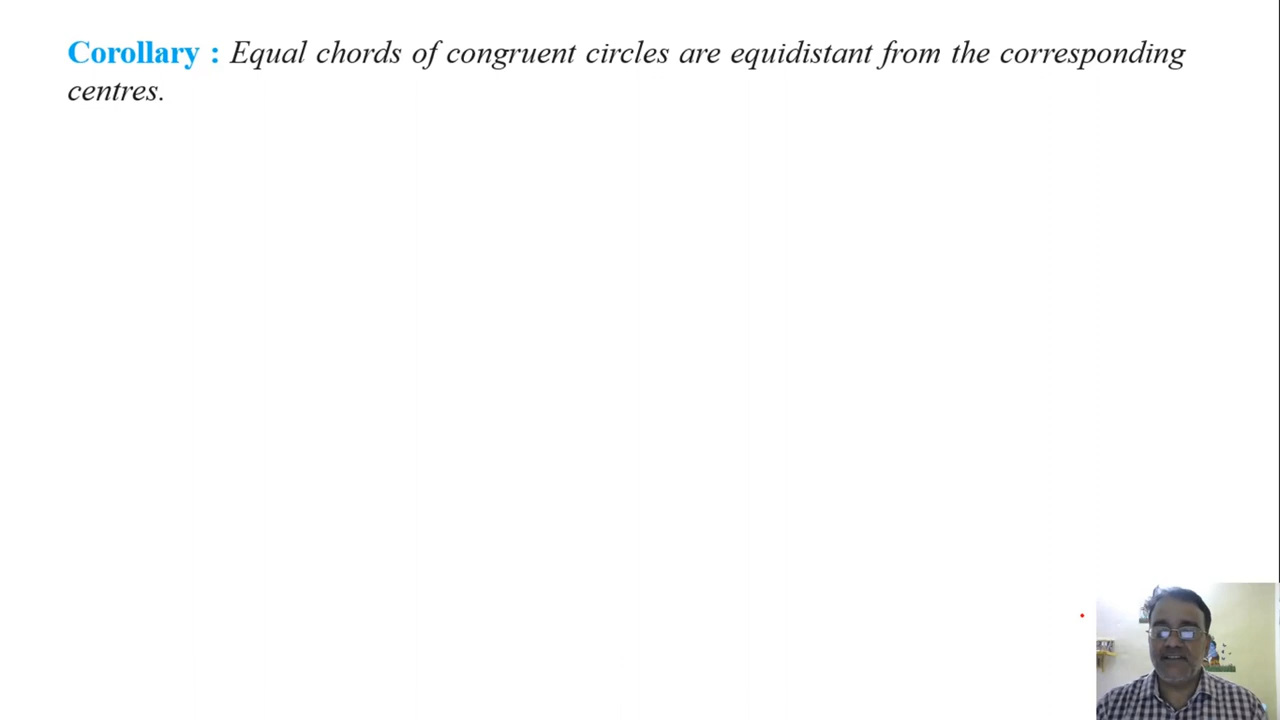 Corollary : Equal chords of congruent circles are equidistant from the corresponding
centres.